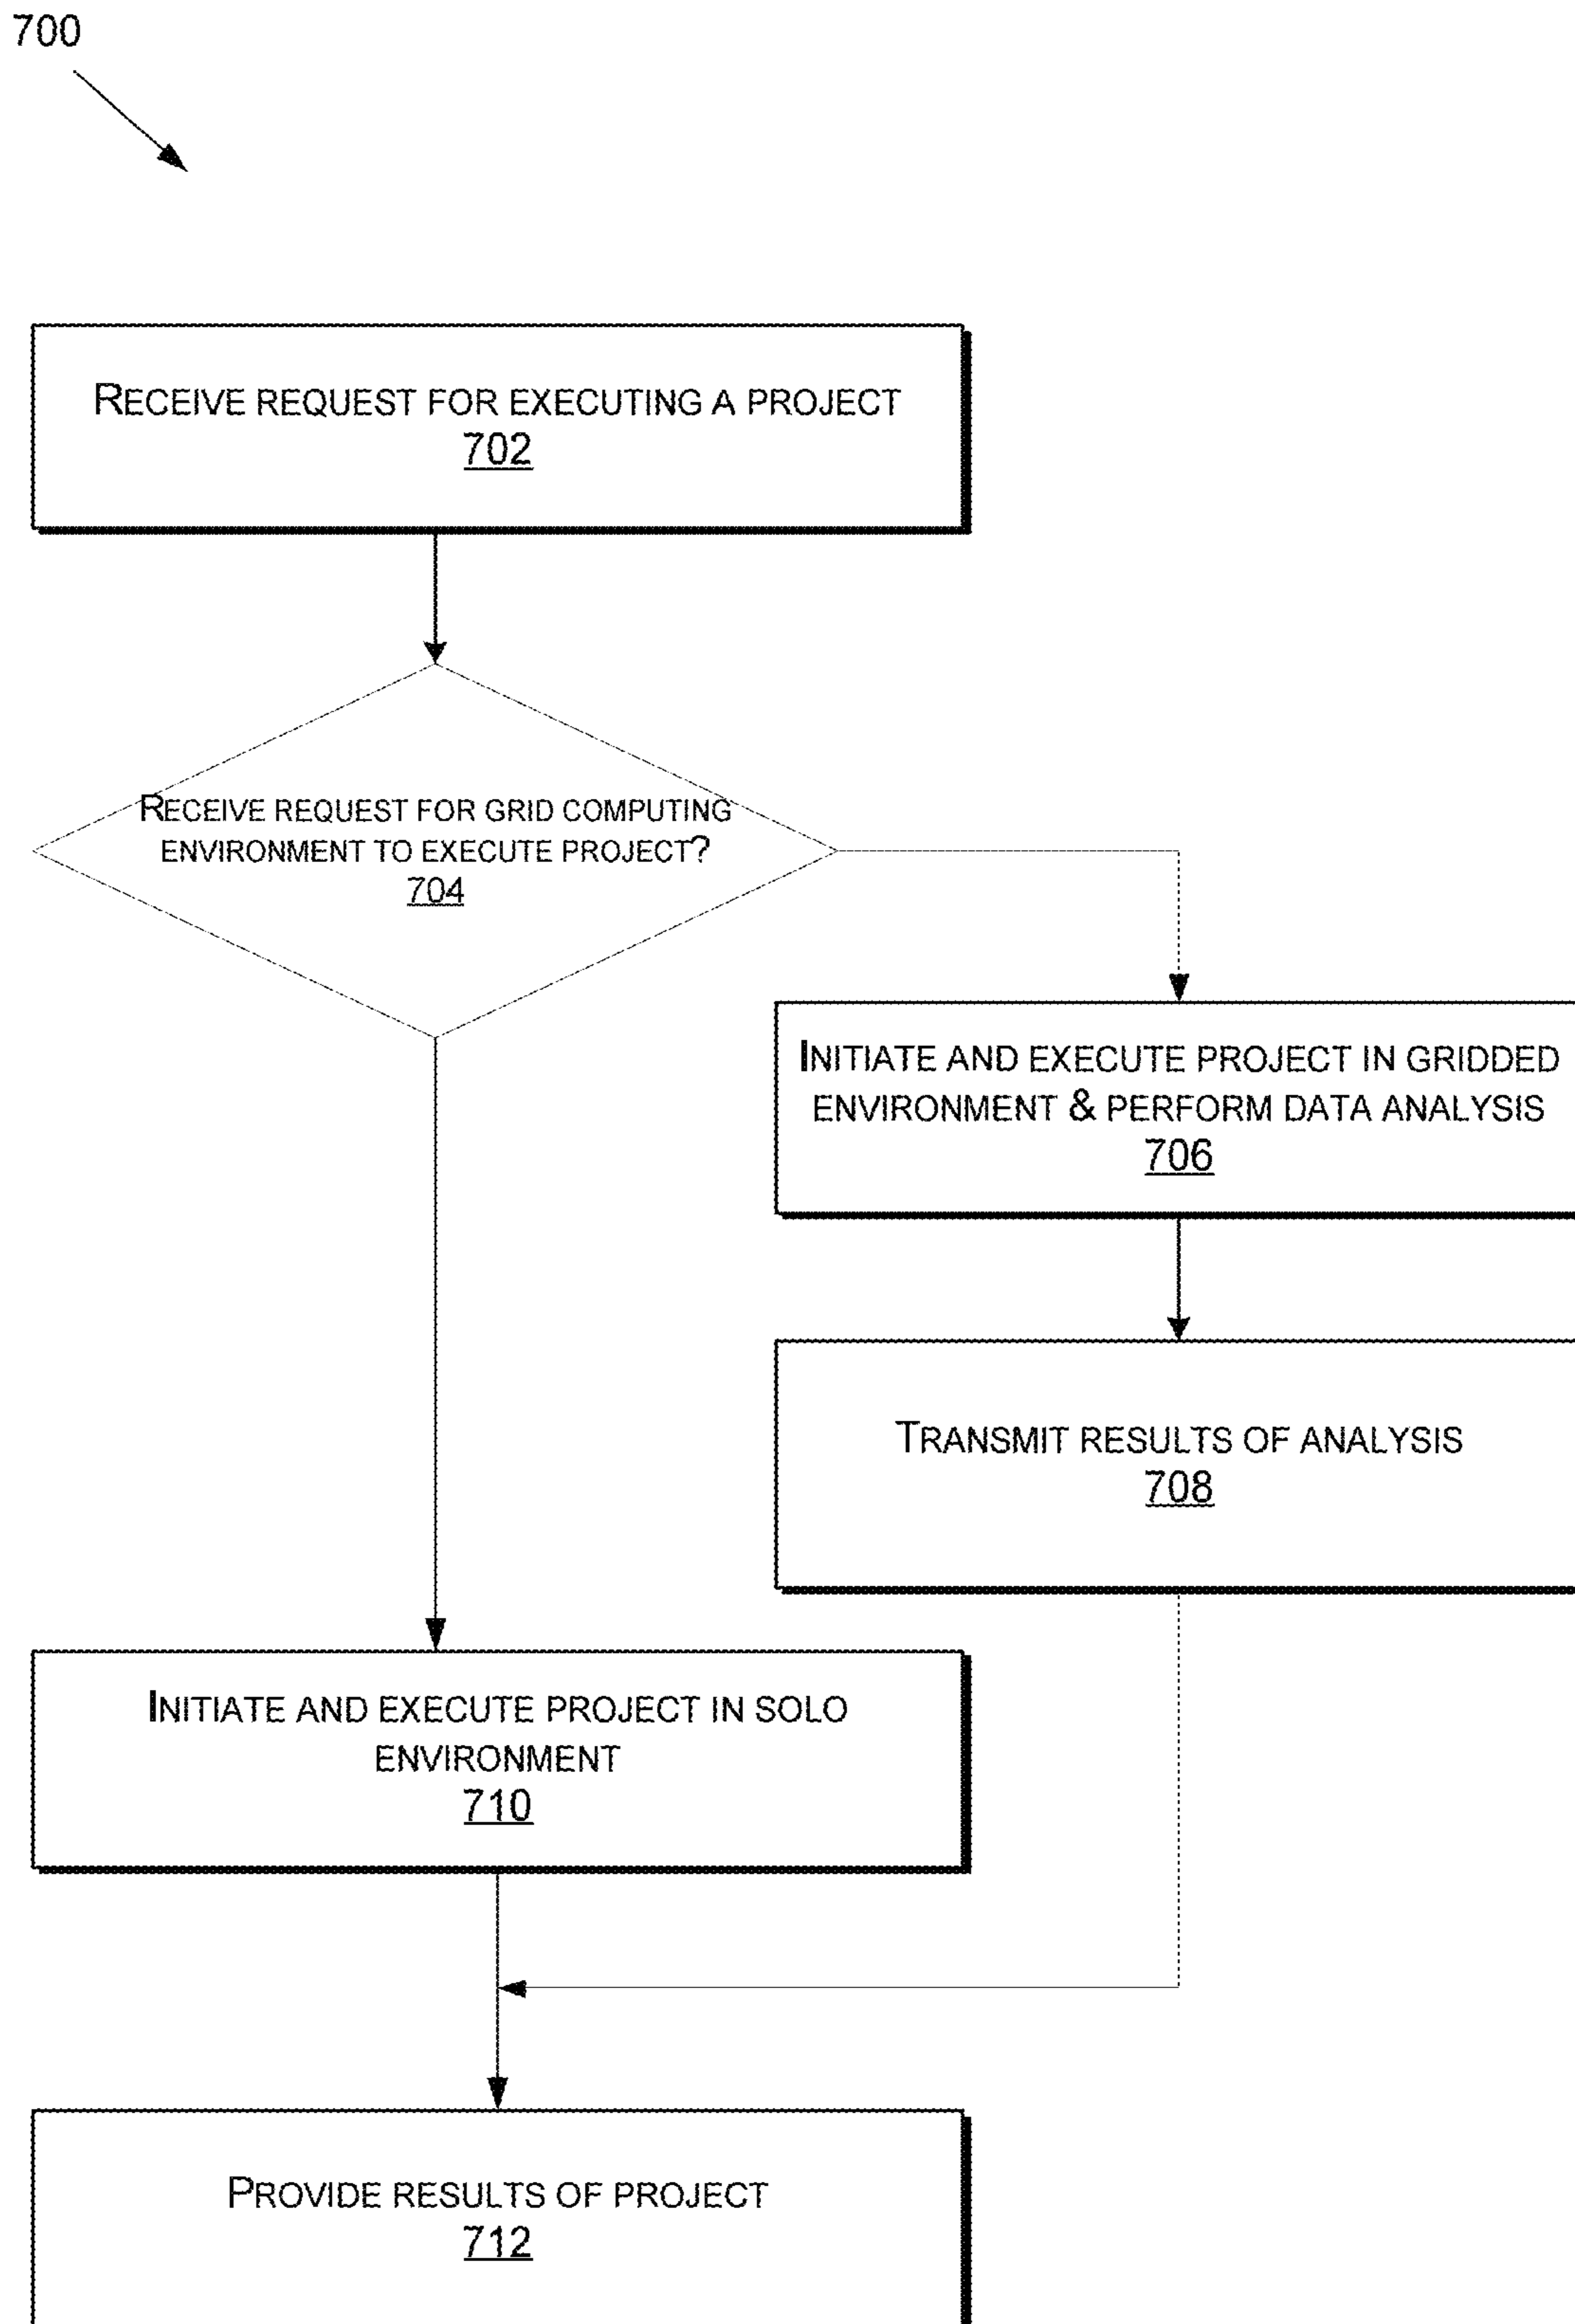 700
RECEIVE REQUEST FOR EXECUTING A PROJECT
702
RECEIVE REQUEST FOR GRID COMPUTING
ENVIRONMENT TO EXECUTE PROJECT?
704
INITIATE AND EXECUTE PROJECT IN GRIDDED
ENVIRONMENT & PERFORM DATA ANALYSIS
706
TRANSMIT RESULTS OF ANALYSIS
708
INITIATE AND EXECUTE PROJECT IN SOLO
ENVIRONMENT
710
PROVIDE RESULTS OF PROJECT
712